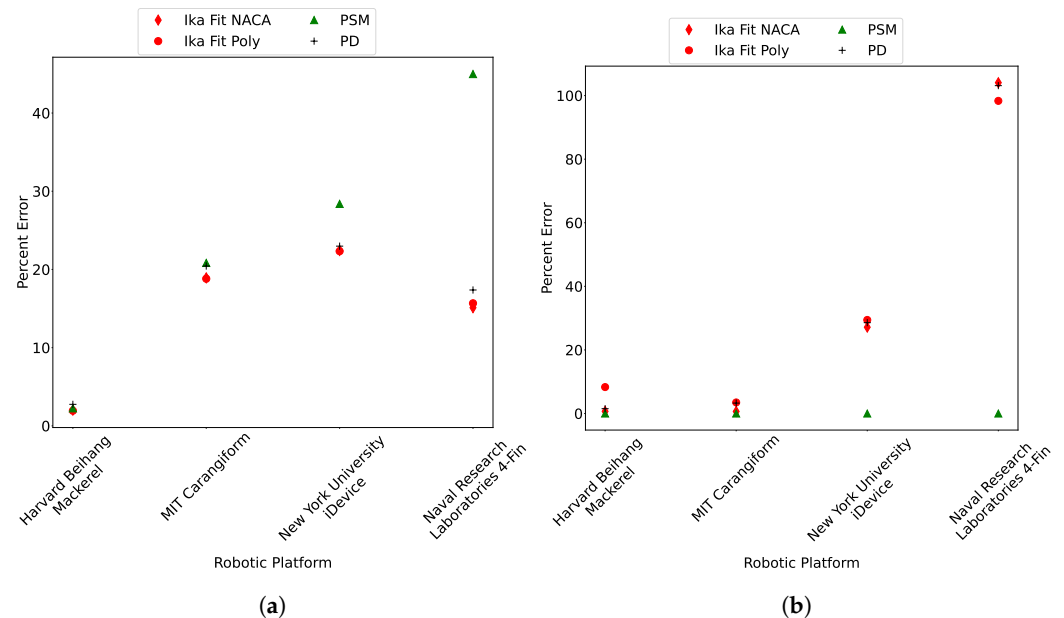 Ika Fit NACA
Ika Fit Poly
PSM
PD
Percent Error
40
30
20
10
0
Harvard Beihang
Mackerel
MIT Carangiform
New York University
iDevice
Naval Research
Laboratories 4-Fin
Robotic Platform
(a)
Ika Fit NACA
Ika Fit Poly
PSM
PD
Percent Error
100
80
60
40
20
0
Harvard Beihang
Mackerel
MIT Carangiform
New York University
iDevice
Naval Research
Laboratories 4-Fin
Robotic Platform
(b)